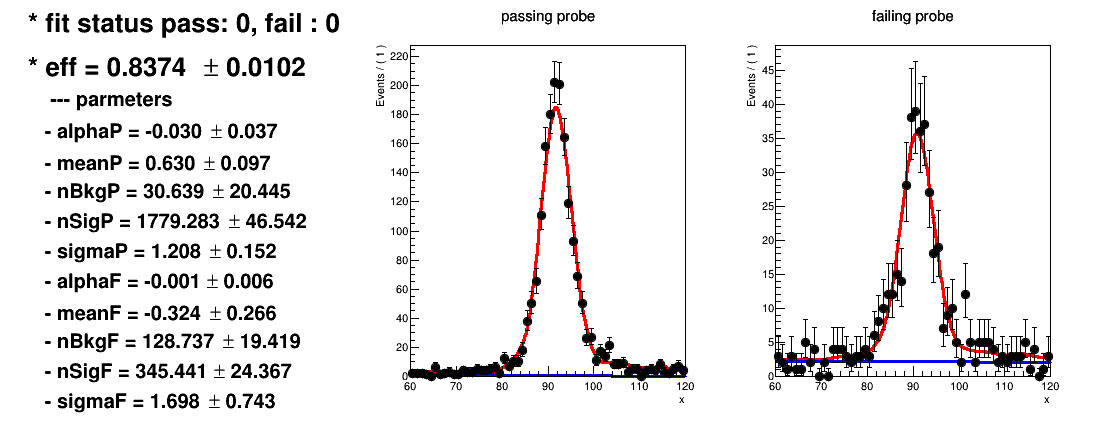 * fit status pass: 0, fail : 0
* eff = 0.8374 ± 0.0102
--- parmeters
- alphaP = -0.030 ± 0.037
- meanP = 0.630 ± 0.097
- nBkgP = 30.639 ± 20.445
- nSigP = 1779.283 ± 46.542
- sigmaP = 1.208 ± 0.152
- alphaF = -0.001 ± 0.006
- meanF = -0.324 ± 0.266
- nBkgF = 128.737 ± 19.419
- nSigF = 345.441 ± 24.367
- sigmaF = 1.698 ± 0.743
passing probe
Events / ( 1 )
220
200
180
160
140
120
100
80
60
40
20
0
60 70 80 90 100 110 120
x
failing probe
Events / ( 1 )
45
40
35
30
25
20
15
10
5
0
60 70 80 90 100 110 120
x